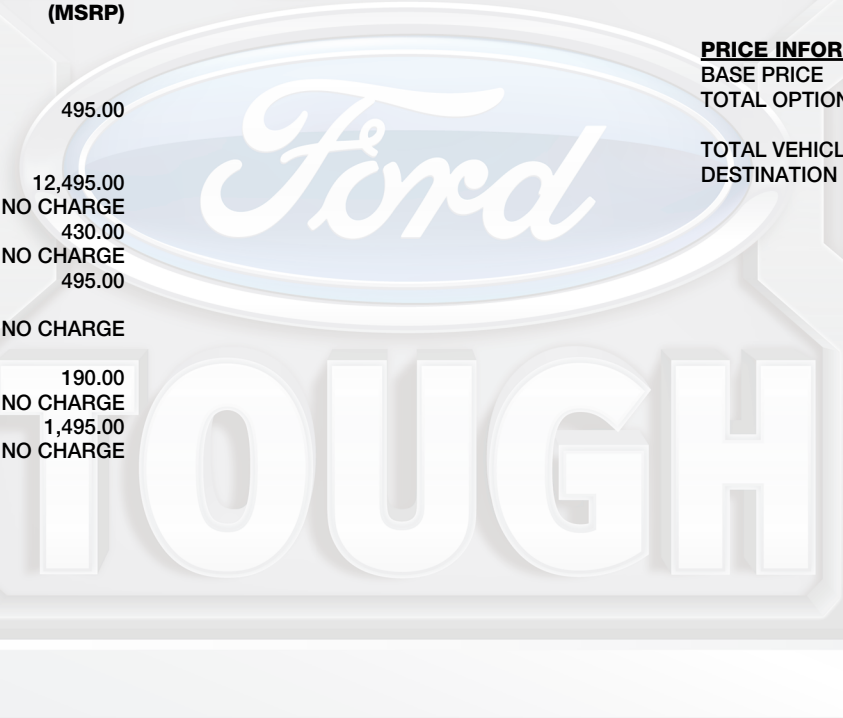 (MSRP)
495.00
12,495.00
NO CHARGE
430.00
NO CHARGE
495.00
NO CHARGE
190.00
NO CHARGE
1,495.00
NO CHARGE
PRICE INFOR
BASE PRICE
TOTAL OPTION
TOTAL VEHICL
DESTINATION
Ford
TOUGH